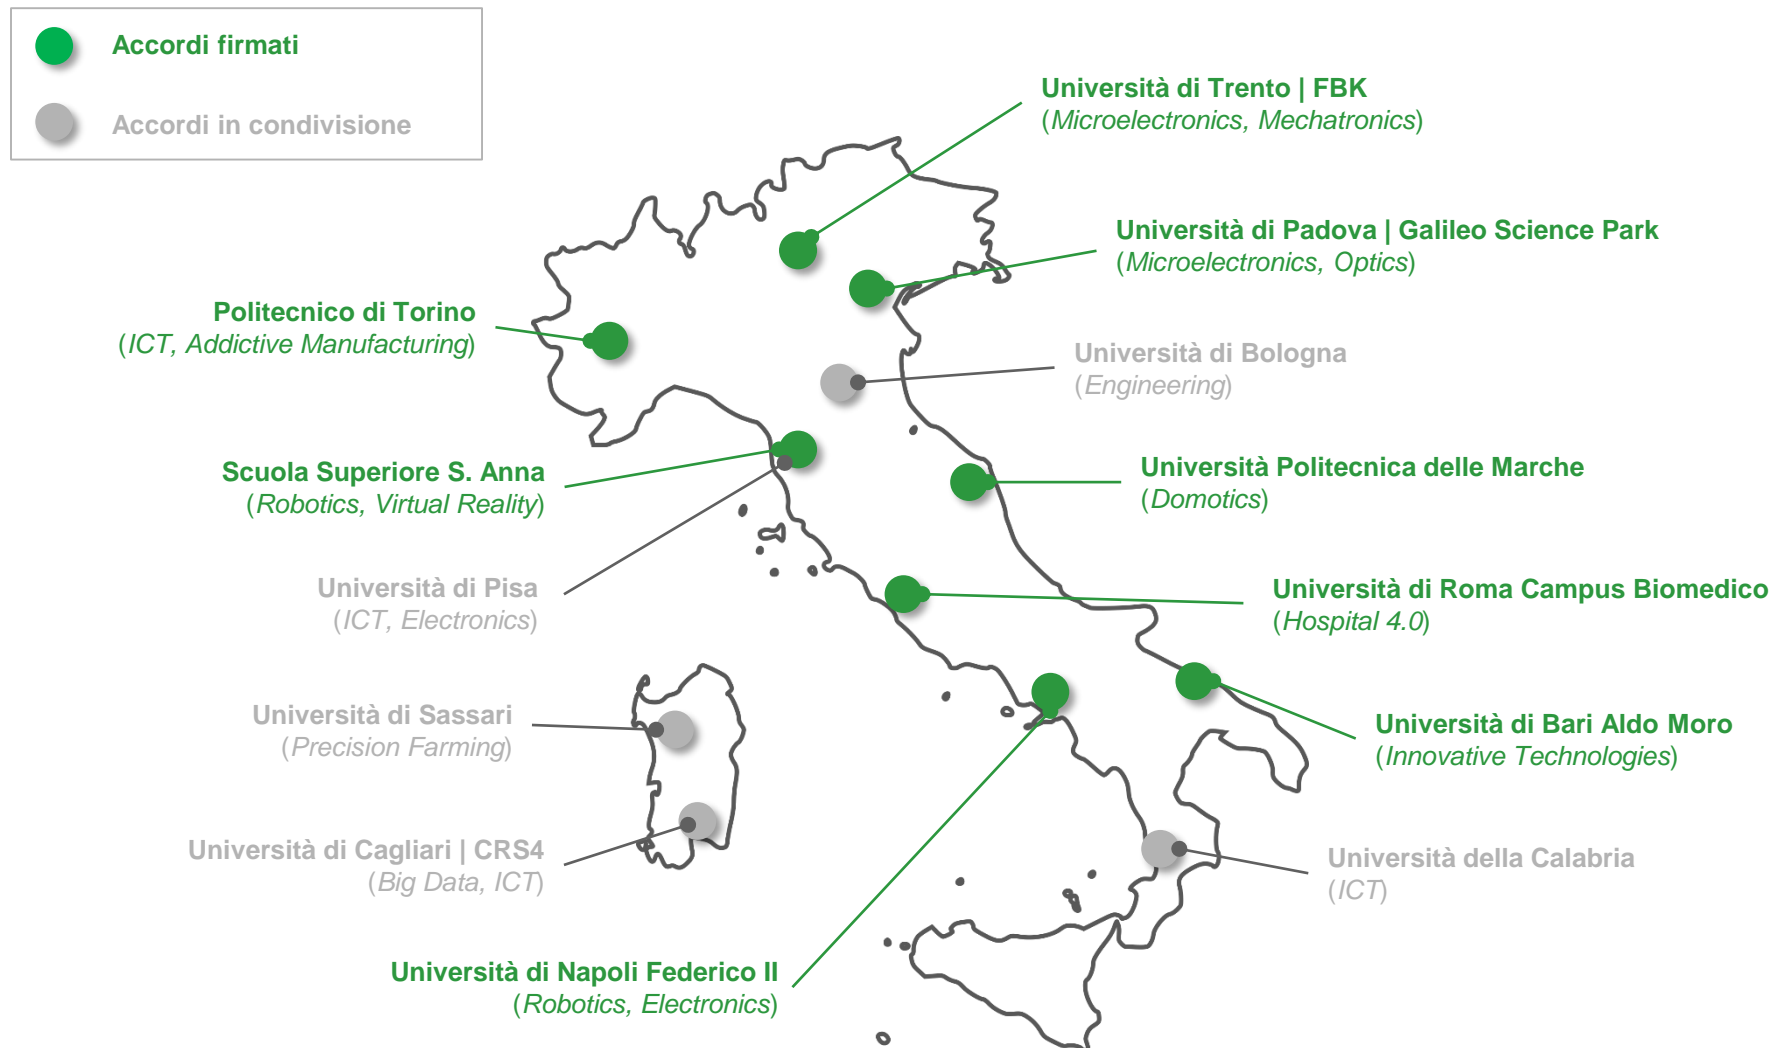 Accordi firmati
Accordi in condivisione
Università di Trento | FBK
(Microelectronics, Mechatronics)
Università di Padova | Galileo Science Park
(Microelectronics, Optics)
Politecnico di Torino
(ICT, Addictive Manufacturing)
Università di Bologna
(Engineering)
Scuola Superiore S. Anna
(Robotics, Virtual Reality)
Università Politecnica delle Marche
(Domotics)
Università di Pisa
(ICT, Electronics)
Università di Roma Campus Biomedico
(Hospital 4.0)
Università di Sassari
(Precision Farming)
Università di Bari Aldo Moro
(Innovative Technologies)
Università di Cagliari | CRS4
(Big Data, ICT)
Università della Calabria
(ICT)
Università di Napoli Federico II
(Robotics, Electronics)